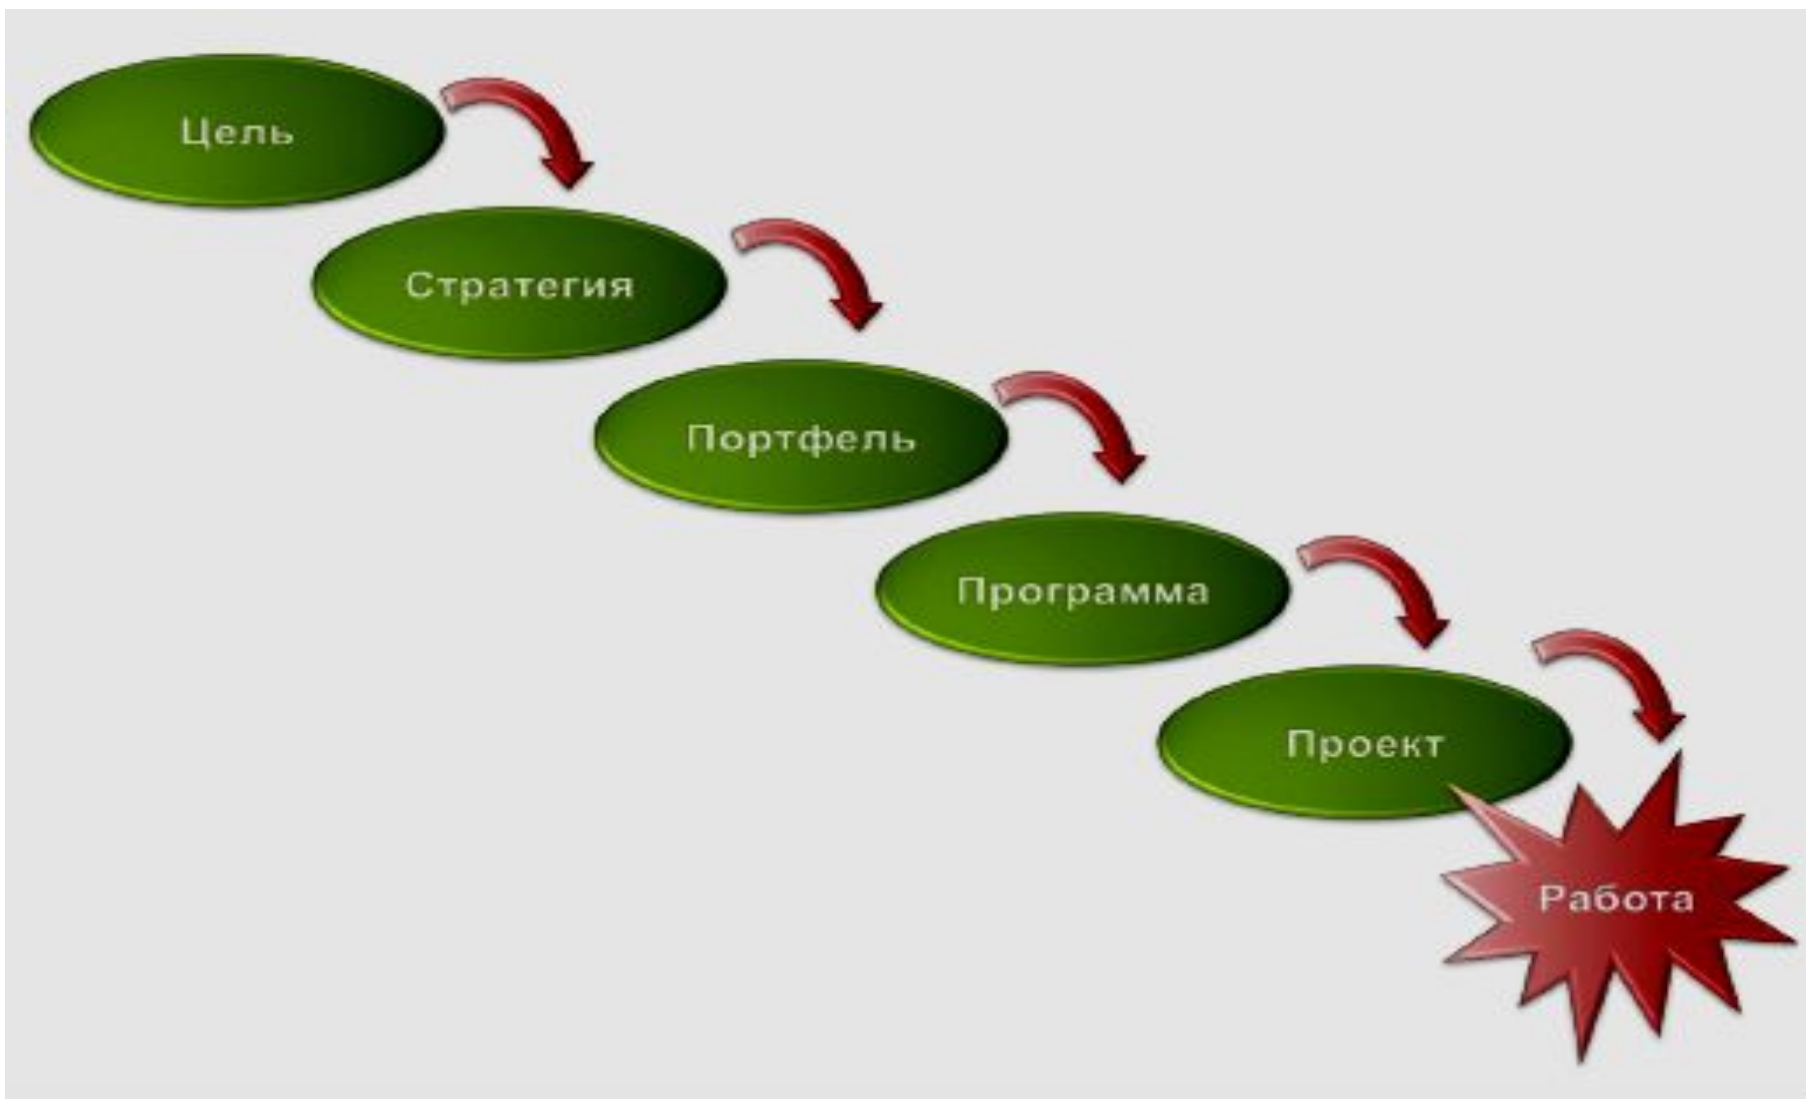 Цель
Стратегия
Портфель
Программа
Проект
Работа